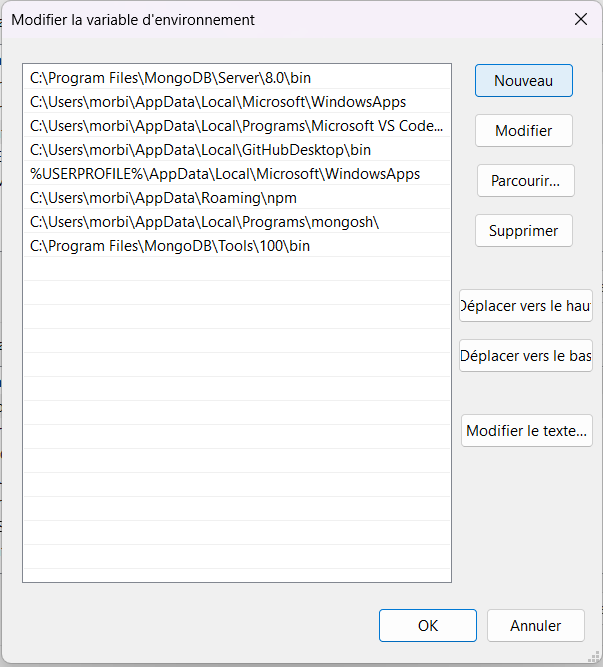 Modifier la variable d'environnement
C:\Program Files\MongoDB\Server\8.0\bin
C:\Users\morbi\AppData\Local\Microsoft\WindowsApps
C:\Users\morbi\AppData\Local\Programs\Microsoft VS Code...
C:\Users\morbi\AppData\Local\GitHubDesktop\bin
%USERPROFILE%\AppData\Local\Microsoft\WindowsApps
C:\Users\morbi\AppData\Roaming\npm
C:\Users\morbi\AppData\Local\Programs\mongosh\
C:\Program Files\MongoDB\Tools\100\bin
Nouveau
Modifier
Parcourir...
Supprimer
Déplacer vers le hau
Déplacer vers le bas
Modifier le texte...
OK
Annuler